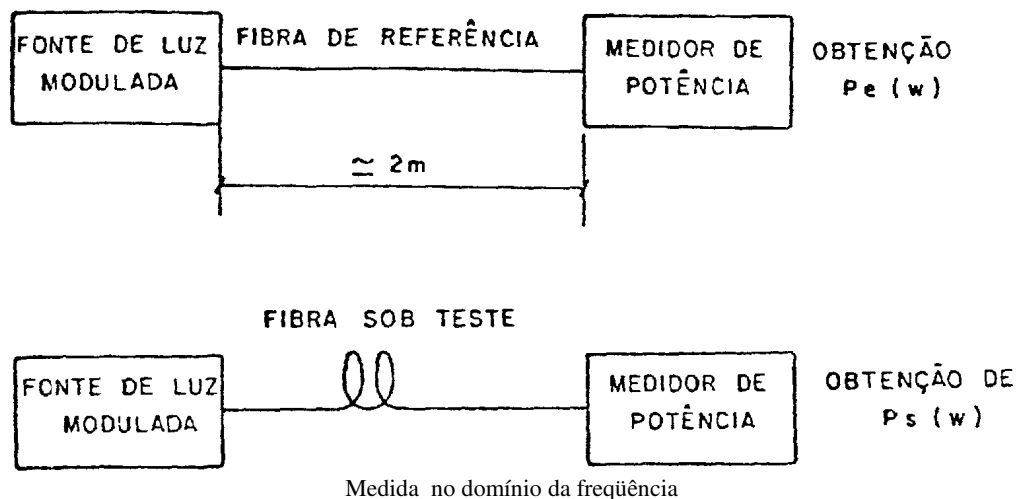 FONTE DE LUZ
MODULADA
FIBRA DE REFERÊNCIA
MEDIDOR DE
POTÊNCIA
OBTENÇÃO
Pe (w)
≃ 2m
FIBRA SOB TESTE
FONTE DE LUZ
MODULADA
MEDIDOR DE
POTÊNCIA
OBTENÇÃO DE
Ps (w)
Medida no domínio da freqüência